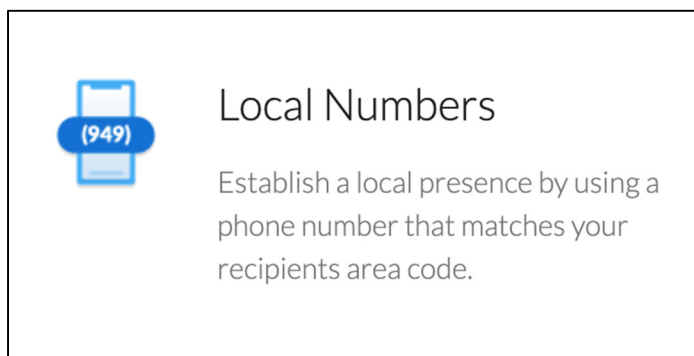 (949)
Local Numbers
Establish a local presence by using a
phone number that matches your
recipients area code.